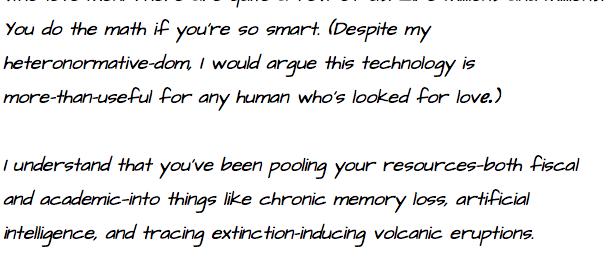 You do the math if you're so smart. (Despite my
heteronormative-dom, I would argue this technology is
more-than-useful for any human who's looked for love.)
I understand that you've been pooling your resources-both fiscal
and academic-into things like chronic memory loss, artificial
intelligence, and tracing extinction-inducing volcanic eruptions.